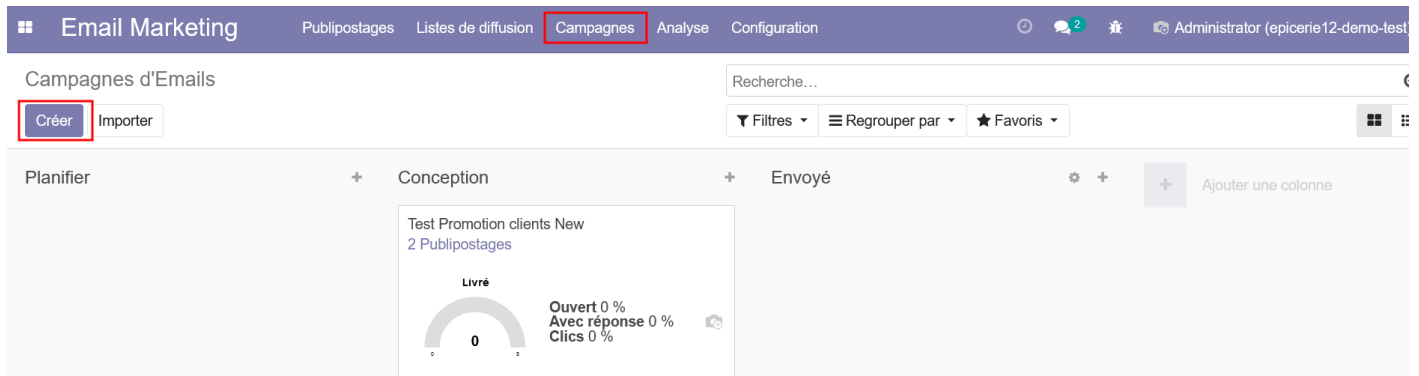 Email Marketing Publipostages Listes de diffusion Campagnes Analyse Configuration 2 Administrator (epicerie12-demo-test)
Campagnes d'Emails
Recherche...
Créer Importer Filtres Regrouper par Favoris
Planifier + Conception + Envoyé + + Ajouter une colonne
Test Promotion clients New
2 Publipostages
Livré
Ouvert 0 %
Avec réponse 0 %
Clics 0 %
0
0 5